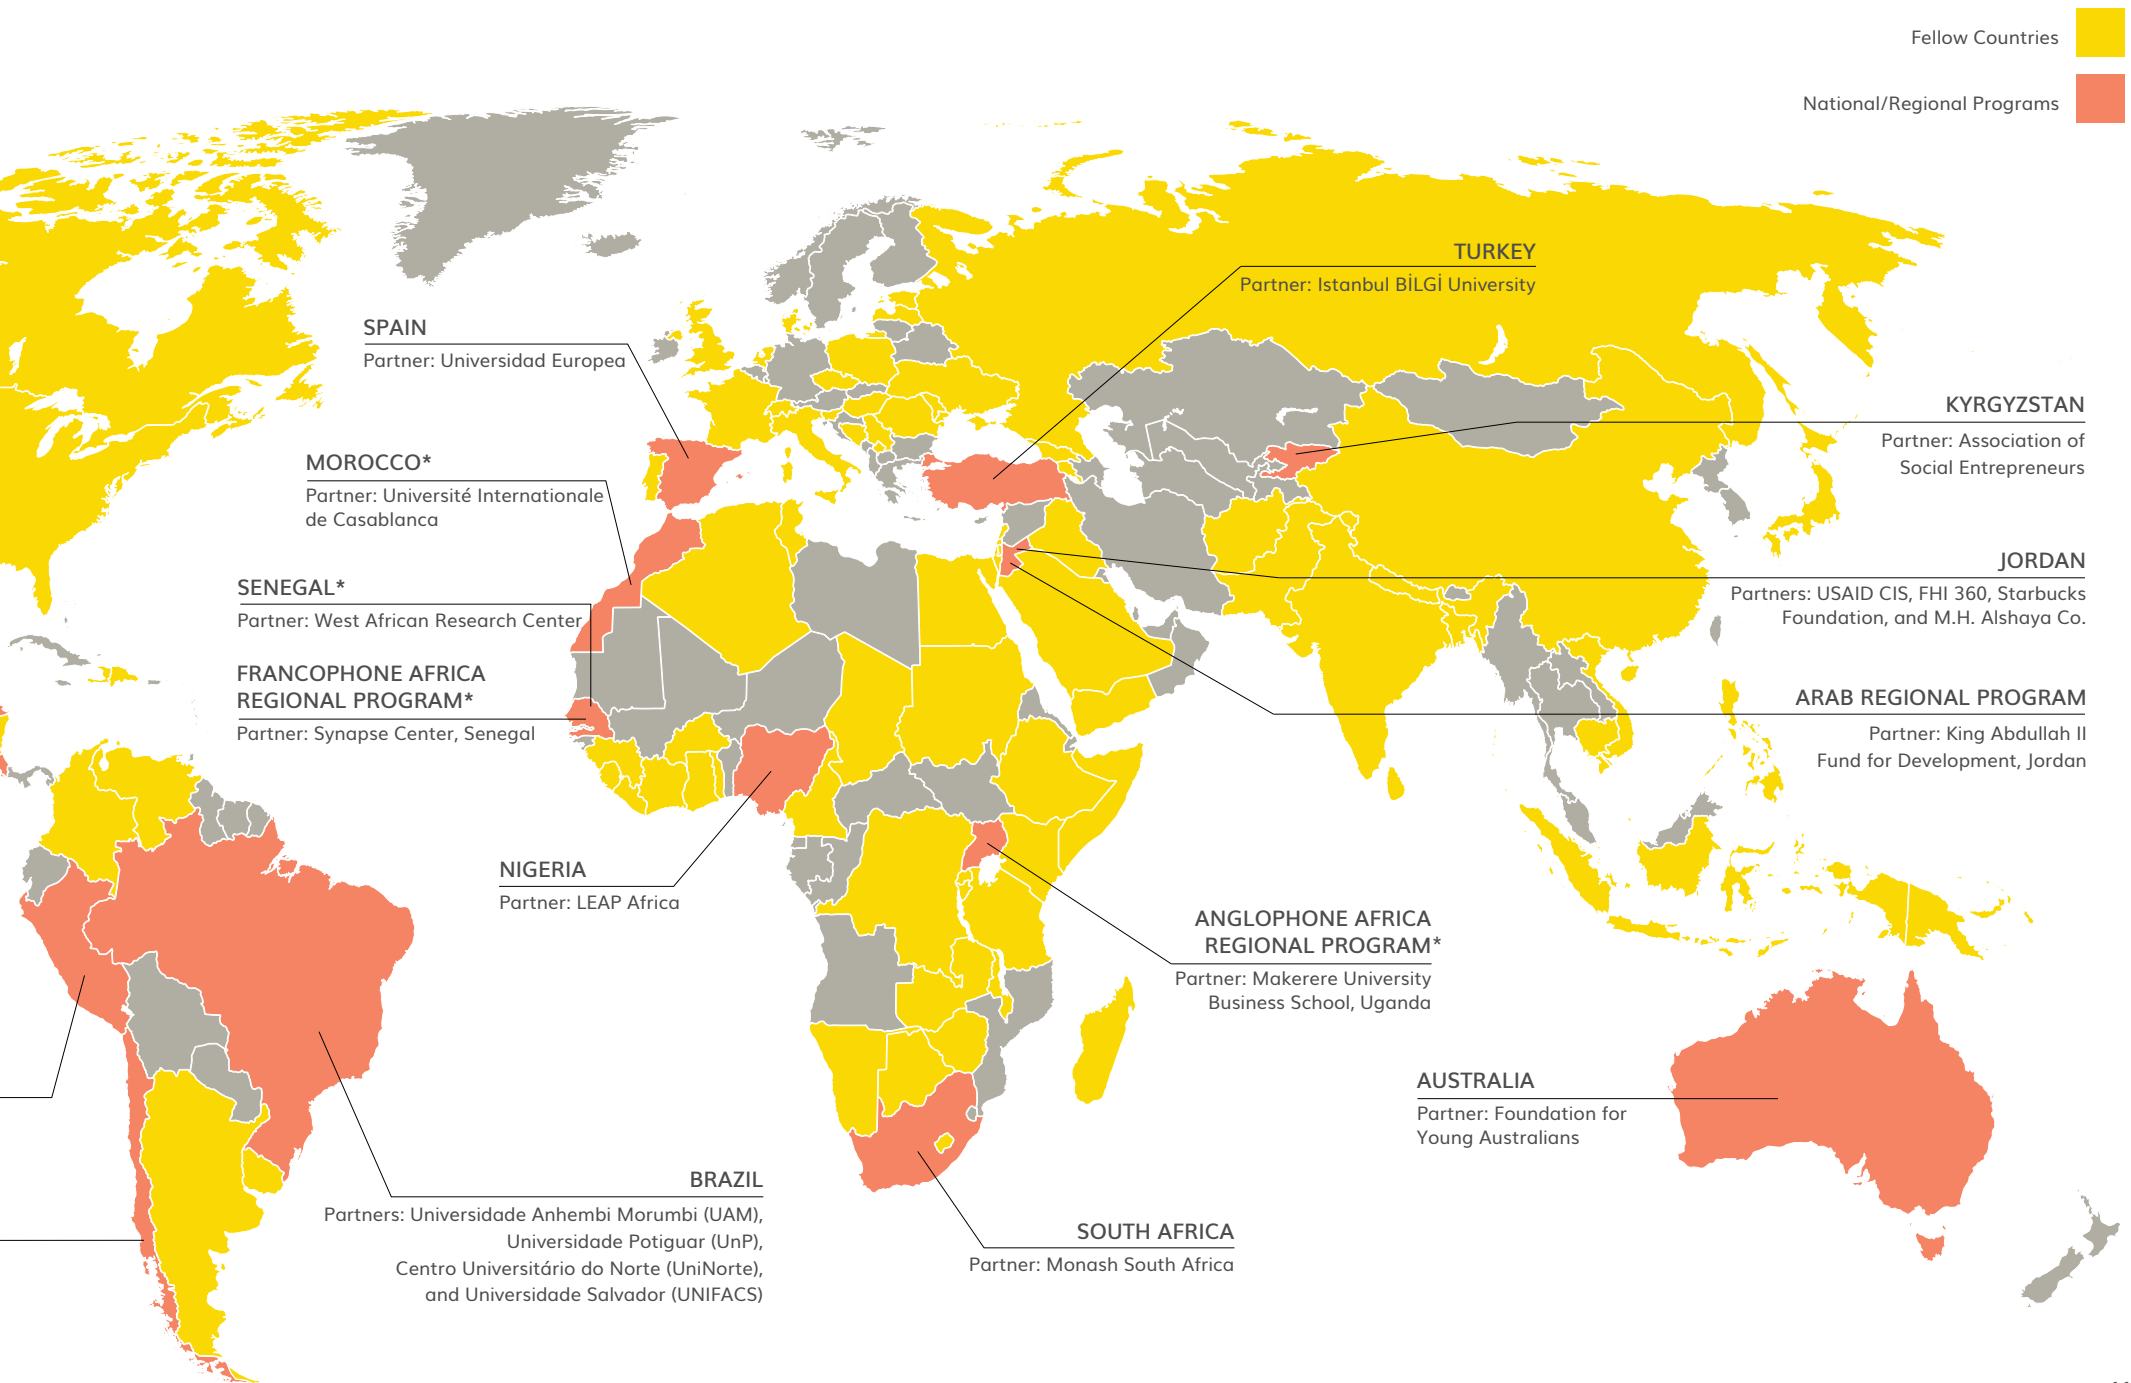 Fellow Countries
National/Regional Programs
TURKEY
Partner: Istanbul BİLGİ University
SPAIN
Partner: Universidad Europea
KYRGYZSTAN
Partner: Association of
Social Entrepreneurs
MOROCCO*
Partner: Université Internationale
de Casablanca
JORDAN
Partners: USAID CIS, FHI 360, Starbucks
Foundation, and M.H. Alshaya Co.
SENEGAL*
Partner: West African Research Center
FRANCOPHONE AFRICA
REGIONAL PROGRAM*
Partner: Synapse Center, Senegal
ARAB REGIONAL PROGRAM
Partner: King Abdullah II
Fund for Development, Jordan
NIGERIA
Partner: LEAP Africa
ANGLOPHONE AFRICA
REGIONAL PROGRAM*
Partner: Makerere University
Business School, Uganda
AUSTRALIA
Partner: Foundation for
Young Australians
BRAZIL
Partners: Universidade Anhembi Morumbi (UAM),
Universidade Potiguar (UnP),
Centro Universitário do Norte (UniNorte),
and Universidade Salvador (UNIFACS)
SOUTH AFRICA
Partner: Monash South Africa